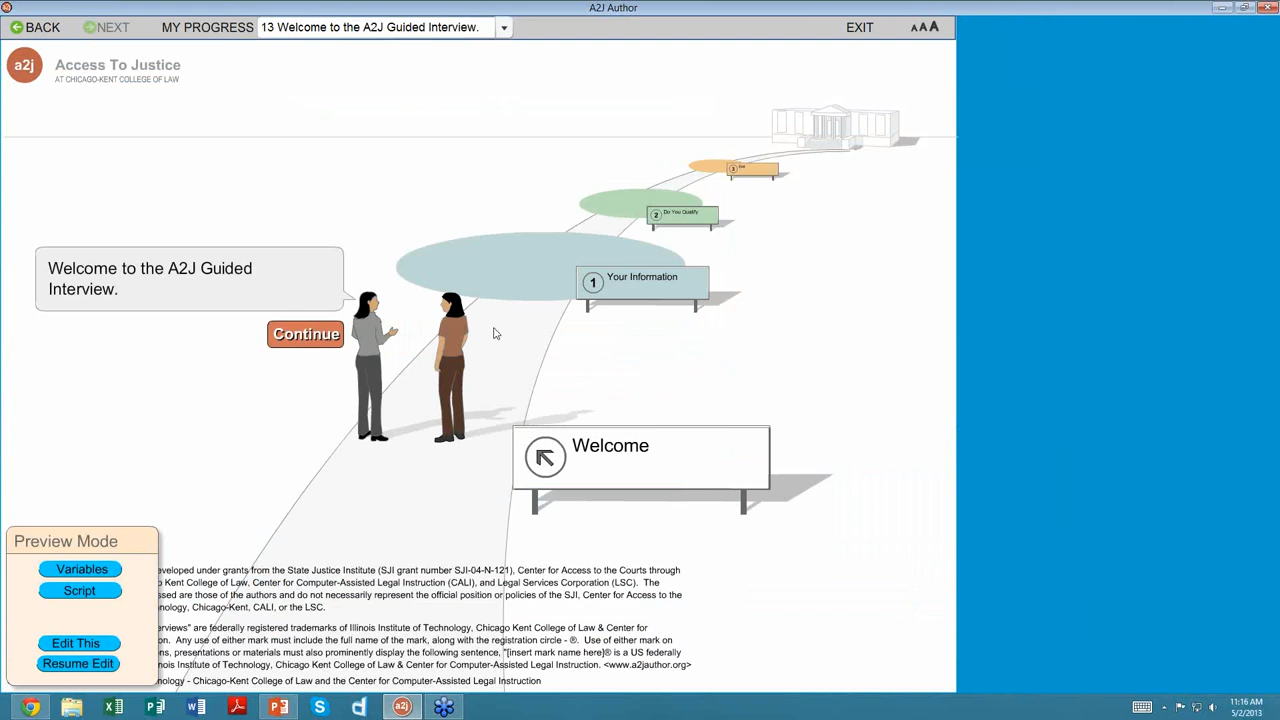 A2J Author
BACK NEXT MY PROGRESS 13 Welcome to the A2J Guided Interview. EXIT AAA
a2j Access To Justice
AT CHICAGO-KENT COLLEGE OF LAW
3 End
2 Do You Qualify
1 Your Information
Welcome to the A2J Guided
Interview.
Continue
Welcome
Preview Mode
Variables
Script
Edit This
Resume Edit
eveloped under grants from the State Justice Institute (SJI grant number SJI-04-N-121), Center for Access to the Courts through
o Kent College of Law, Center for Computer-Assisted Legal Instruction (CALI), and Legal Services Corporation (LSC). The
ssed are those of the authors and do not necessarily represent the official position or policies of the SJI, Center for Access to the
hnology, Chicago-Kent, CALI, or the LSC.
erviews" are federally registered trademarks of Illinois Institute of Technology, Chicago Kent College of Law & Center for
on. Any use of either mark must include the full name of the mark, along with the registration circle - ®. Use of either mark on
ns, presentations or materials must also prominently display the following sentence, "[insert mark name here]® is a US federally
linois Institute of Technology, Chicago Kent College of Law & Center for Computer-Assisted Legal Instruction. <www.a2jauthor.org>
nology - Chicago-Kent College of Law and the Center for Computer-Assisted Legal Instruction
11:16 AM
5/2/2013